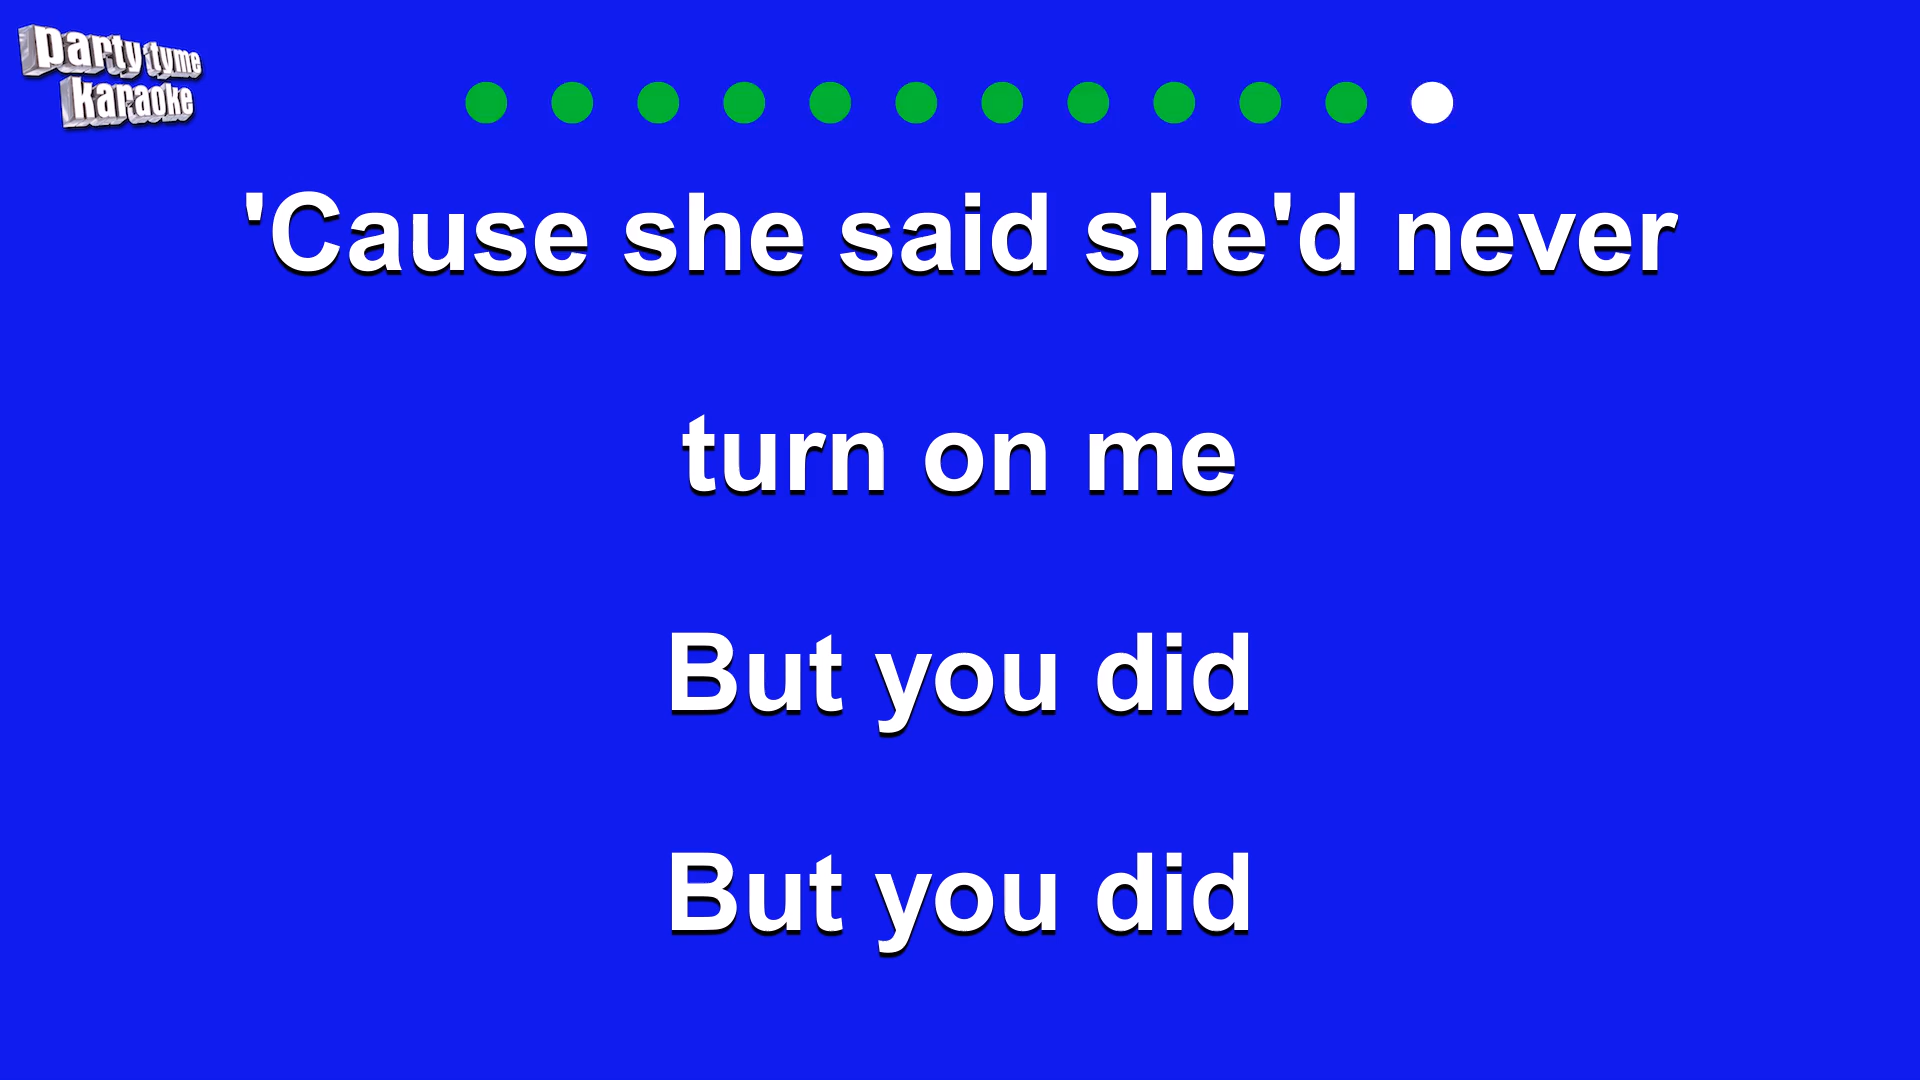 party tyme
karaoke
'Cause she said she'd never
turn on me
But you did
But you did